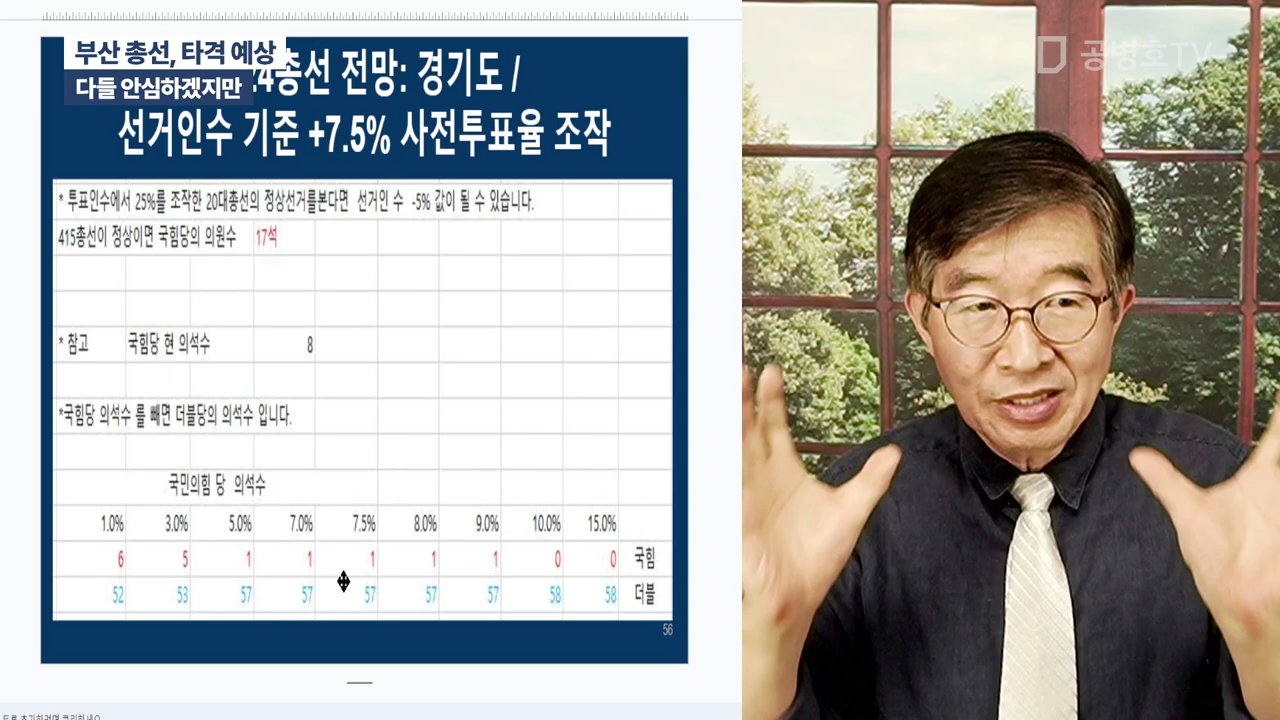 부산 총선, 타격 예상
다들 안심하겠지만
.4총선 전망: 경기도 /
선거인수 기준 +7.5% 사전투표율 조작
* 투표인수에서 25%를 조작한 20대총선의 정상선거를본다면 선거인 수 -5% 값이 될 수 있습니다.
415총선이 정상이면 국힘당의 의원수 17석
* 참고 국힘당 현 의석수 8
*국힘당 의석수 를 빼면 더블당의 의석수 입니다.
국민의힘 당 의석수
1.0% 3.0% 5.0% 7.0% 7.5% 8.0% 9.0% 10.0% 15.0%
6 5 1 1 1 1 1 0 0 국힘
52 53 57 57 57 57 57 58 58 더블
56
공병호TV